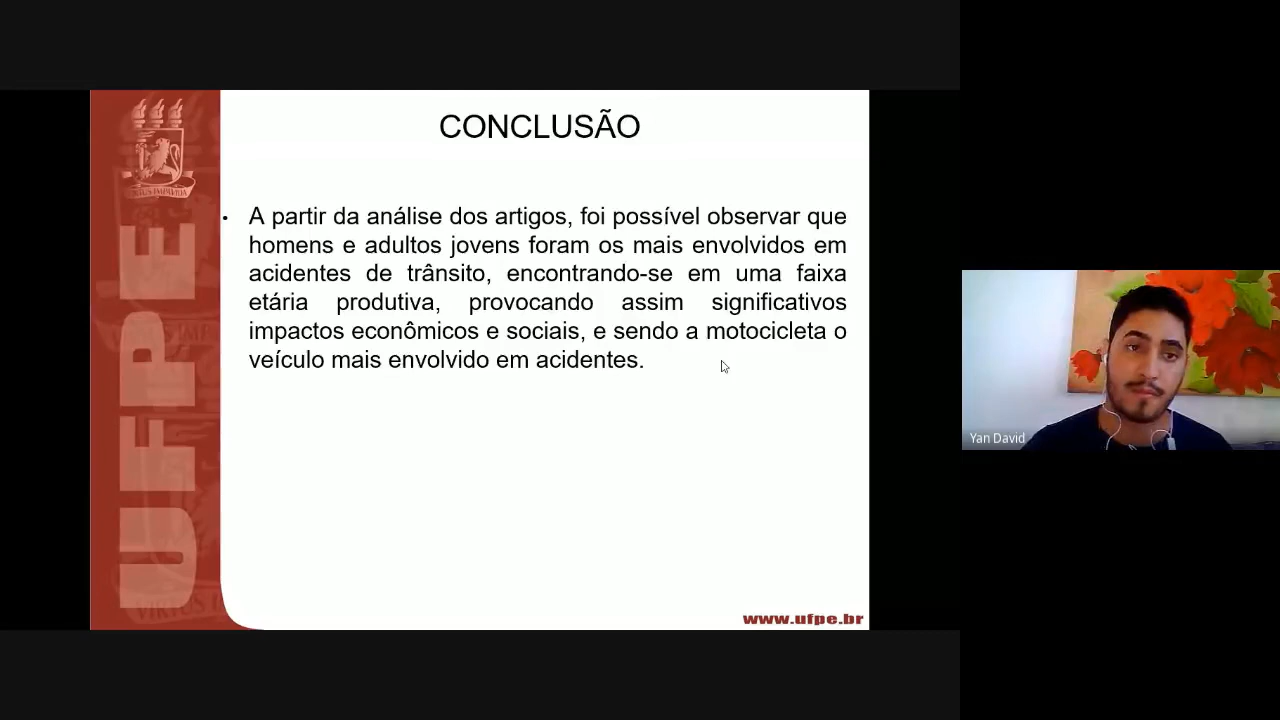 CONCLUSÃO
• A partir da análise dos artigos, foi possível observar que
homens e adultos jovens foram os mais envolvidos em
acidentes de trânsito, encontrando-se em uma faixa
etária produtiva, provocando assim significativos
impactos econômicos e sociais, e sendo a motocicleta o
veículo mais envolvido em acidentes.
UFPE
VIRTUS IMPAVIDA
www.ufpe.br
Yan David